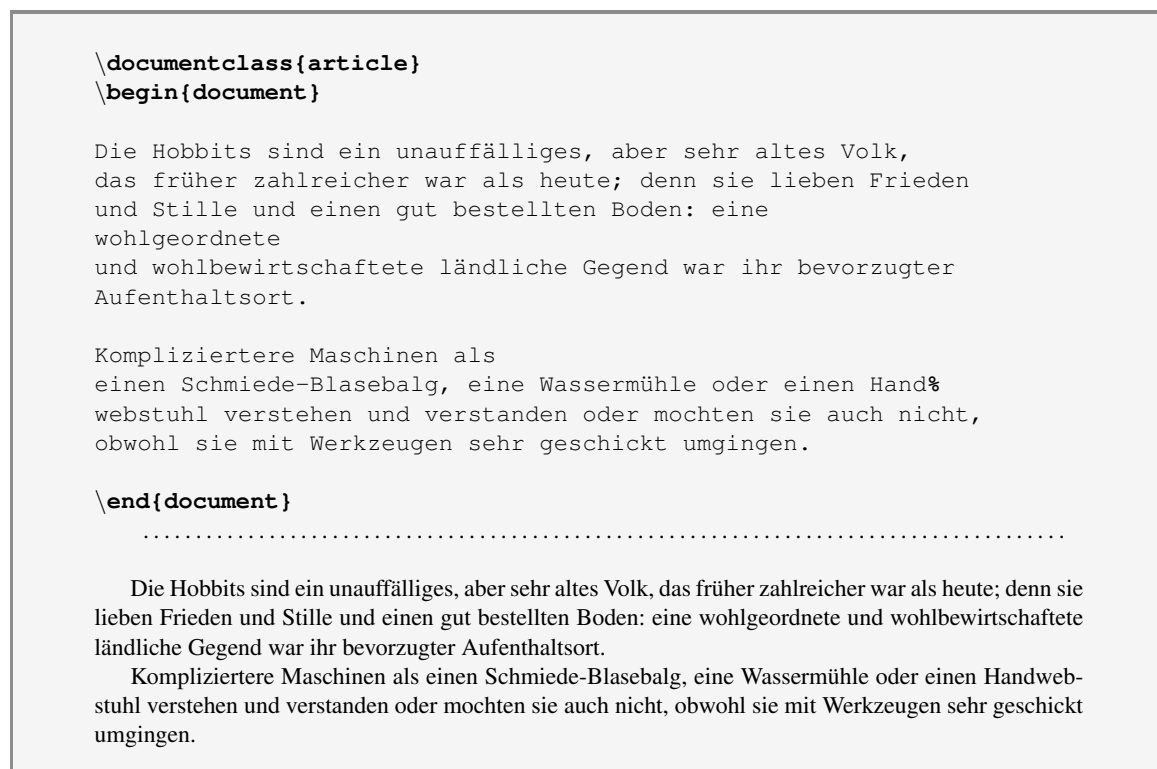 \documentclass{article}
\begin{document}
Die Hobbits sind ein unauffälliges, aber sehr altes Volk,
das früher zahlreicher war als heute; denn sie lieben Frieden
und Stille und einen gut bestellten Boden: eine
wohlgeordnete
und wohlbewirtschaftete ländliche Gegend war ihr bevorzugter
Aufenthaltsort.
Kompliziertere Maschinen als
einen Schmiede-Blasebalg, eine Wassermühle oder einen Hand%
webstuhl verstehen und verstanden oder mochten sie auch nicht,
obwohl sie mit Werkzeugen sehr geschickt umgingen.
\end{document}
Die Hobbits sind ein unauffälliges, aber sehr altes Volk, das früher zahlreicher war als heute; denn sie
lieben Frieden und Stille und einen gut bestellten Boden: eine wohlgeordnete und wohlbewirtschaftete
ländliche Gegend war ihr bevorzugter Aufenthaltsort.
Kompliziertere Maschinen als einen Schmiede-Blasebalg, eine Wassermühle oder einen Handweb-
stuhl verstehen und verstanden oder mochten sie auch nicht, obwohl sie mit Werkzeugen sehr geschickt
umgingen.